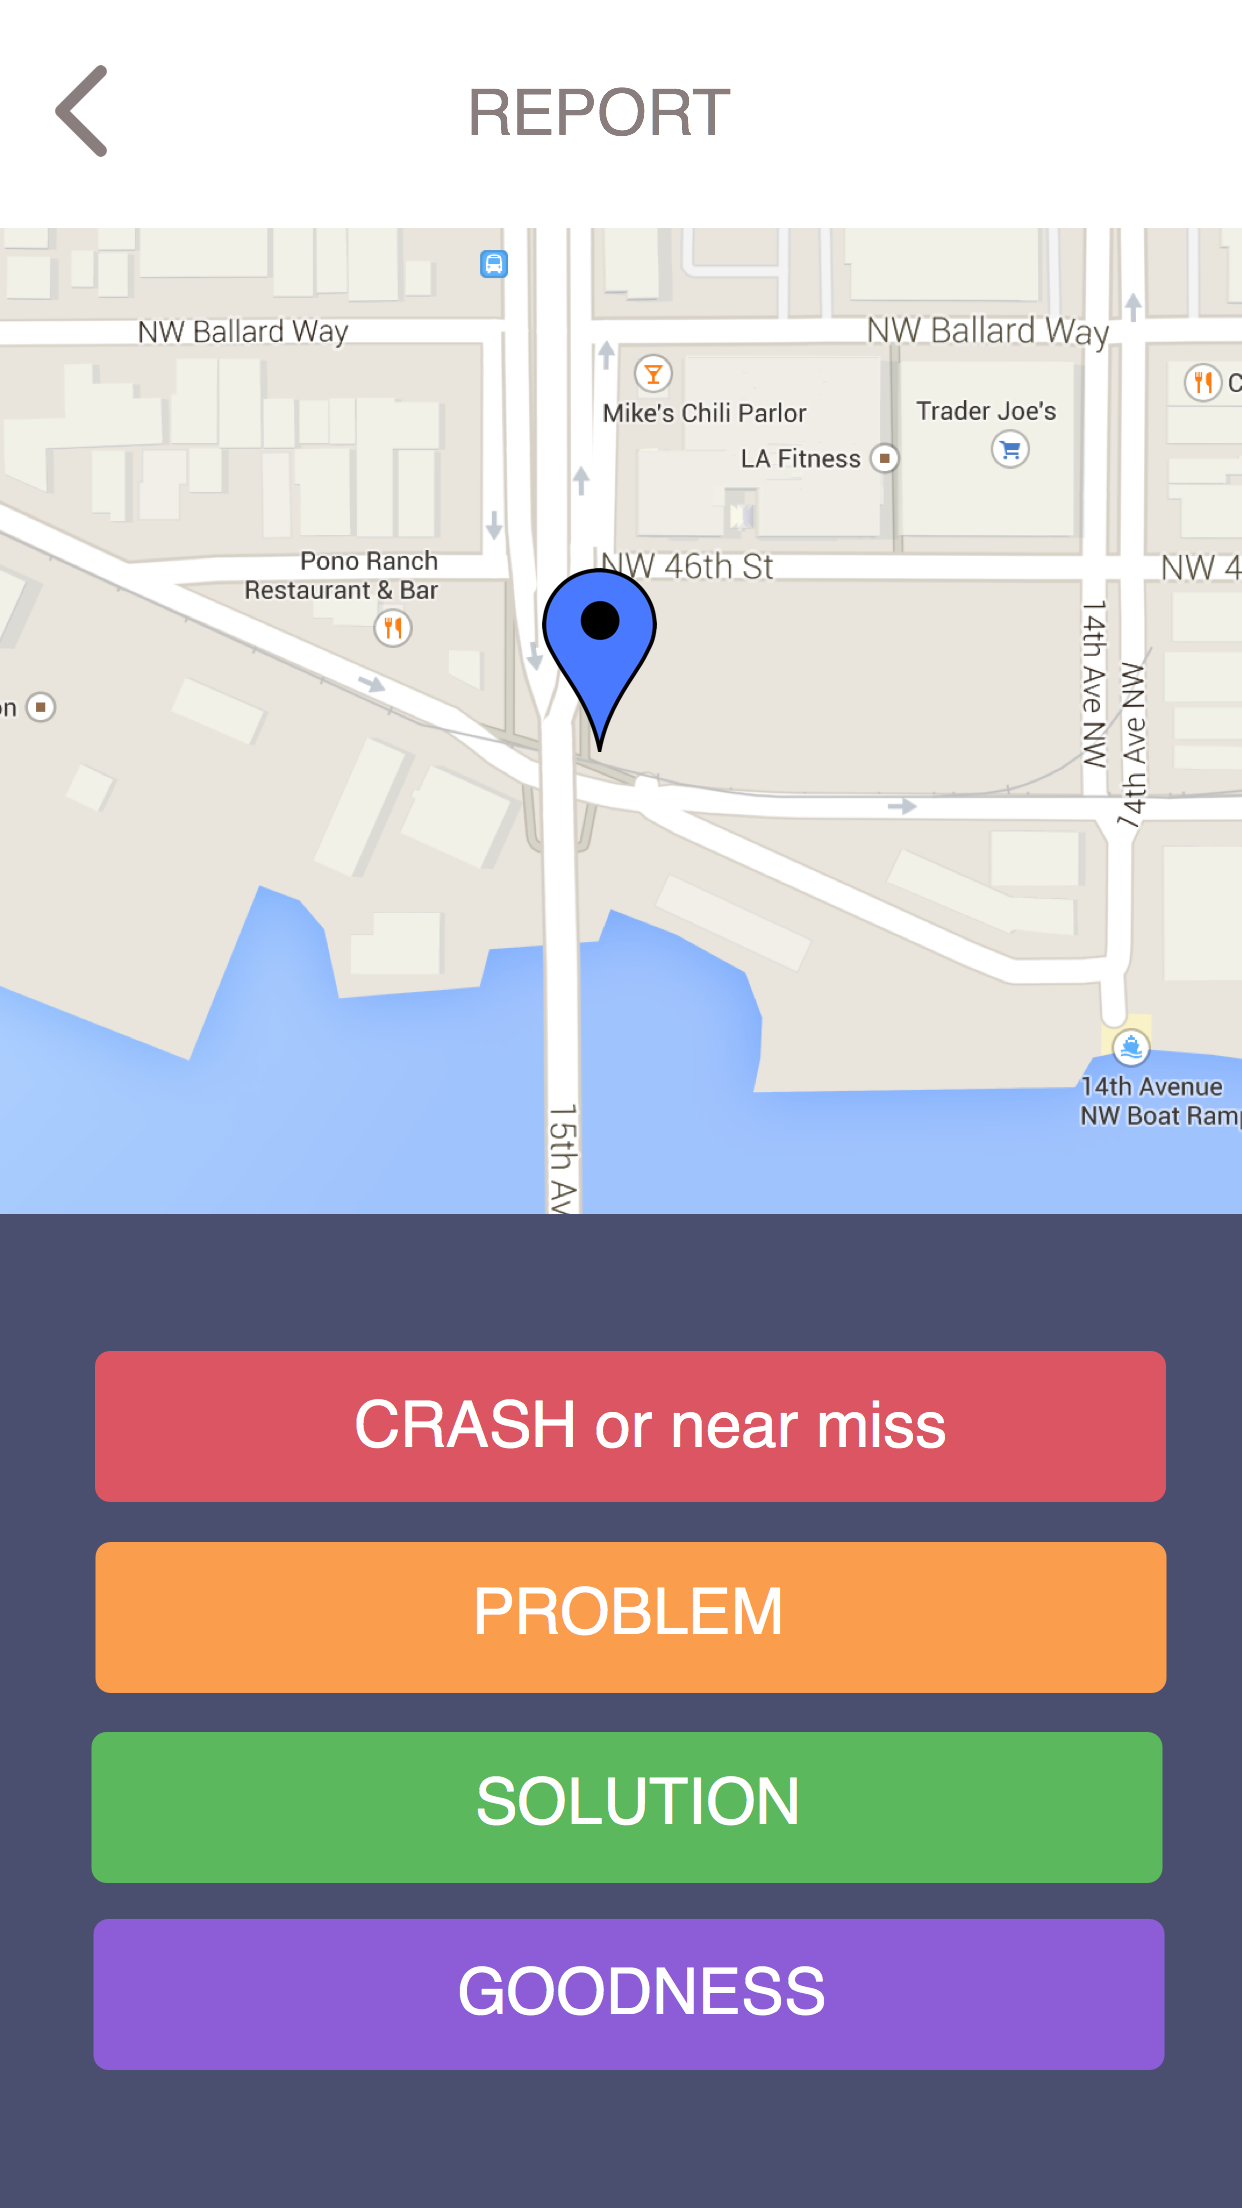 REPORT
NW Ballard Way
NW Ballard Way
Mike's Chili Parlor
Trader Joe's
LA Fitness
Pono Ranch
Restaurant & Bar
NW 46th St
NW 4
14th Ave NW
14th Ave NW
on
C
14th Avenue
NW Boat Ramp
15th Av
CRASH or near miss
PROBLEM
SOLUTION
GOODNESS